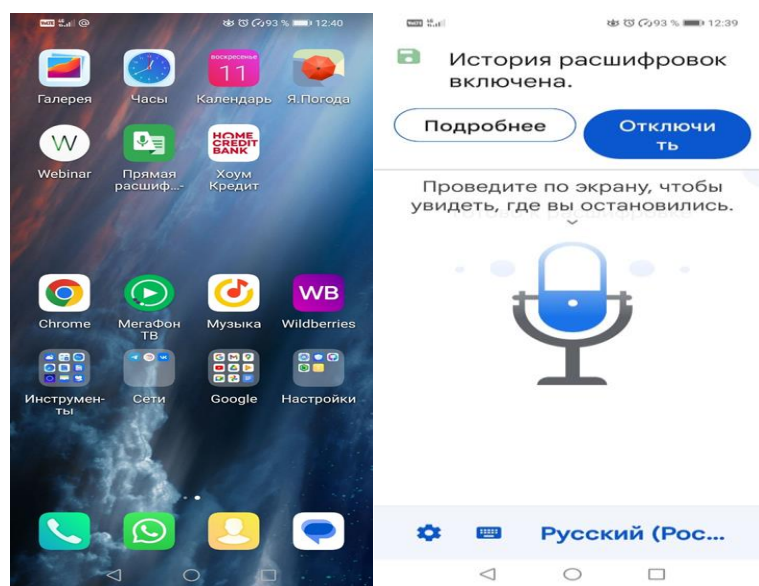 93 % 12:40
воскресенье
11
Галерея Часы Календарь Я.Погода
W
HOME
CREDIT
BANK
Webinar Прямая Хоум
расшиф...- Кредит
WB
Chrome МегаФон Музыка Wildberries
ТВ
Инструмен- Сети Google Настройки
ты
93 % 12:39
История расшифровок
включена.
Подробнее Отключи
ть
Проведите по экрану, чтобы
увидеть, где вы остановились.
Русский (Рос...